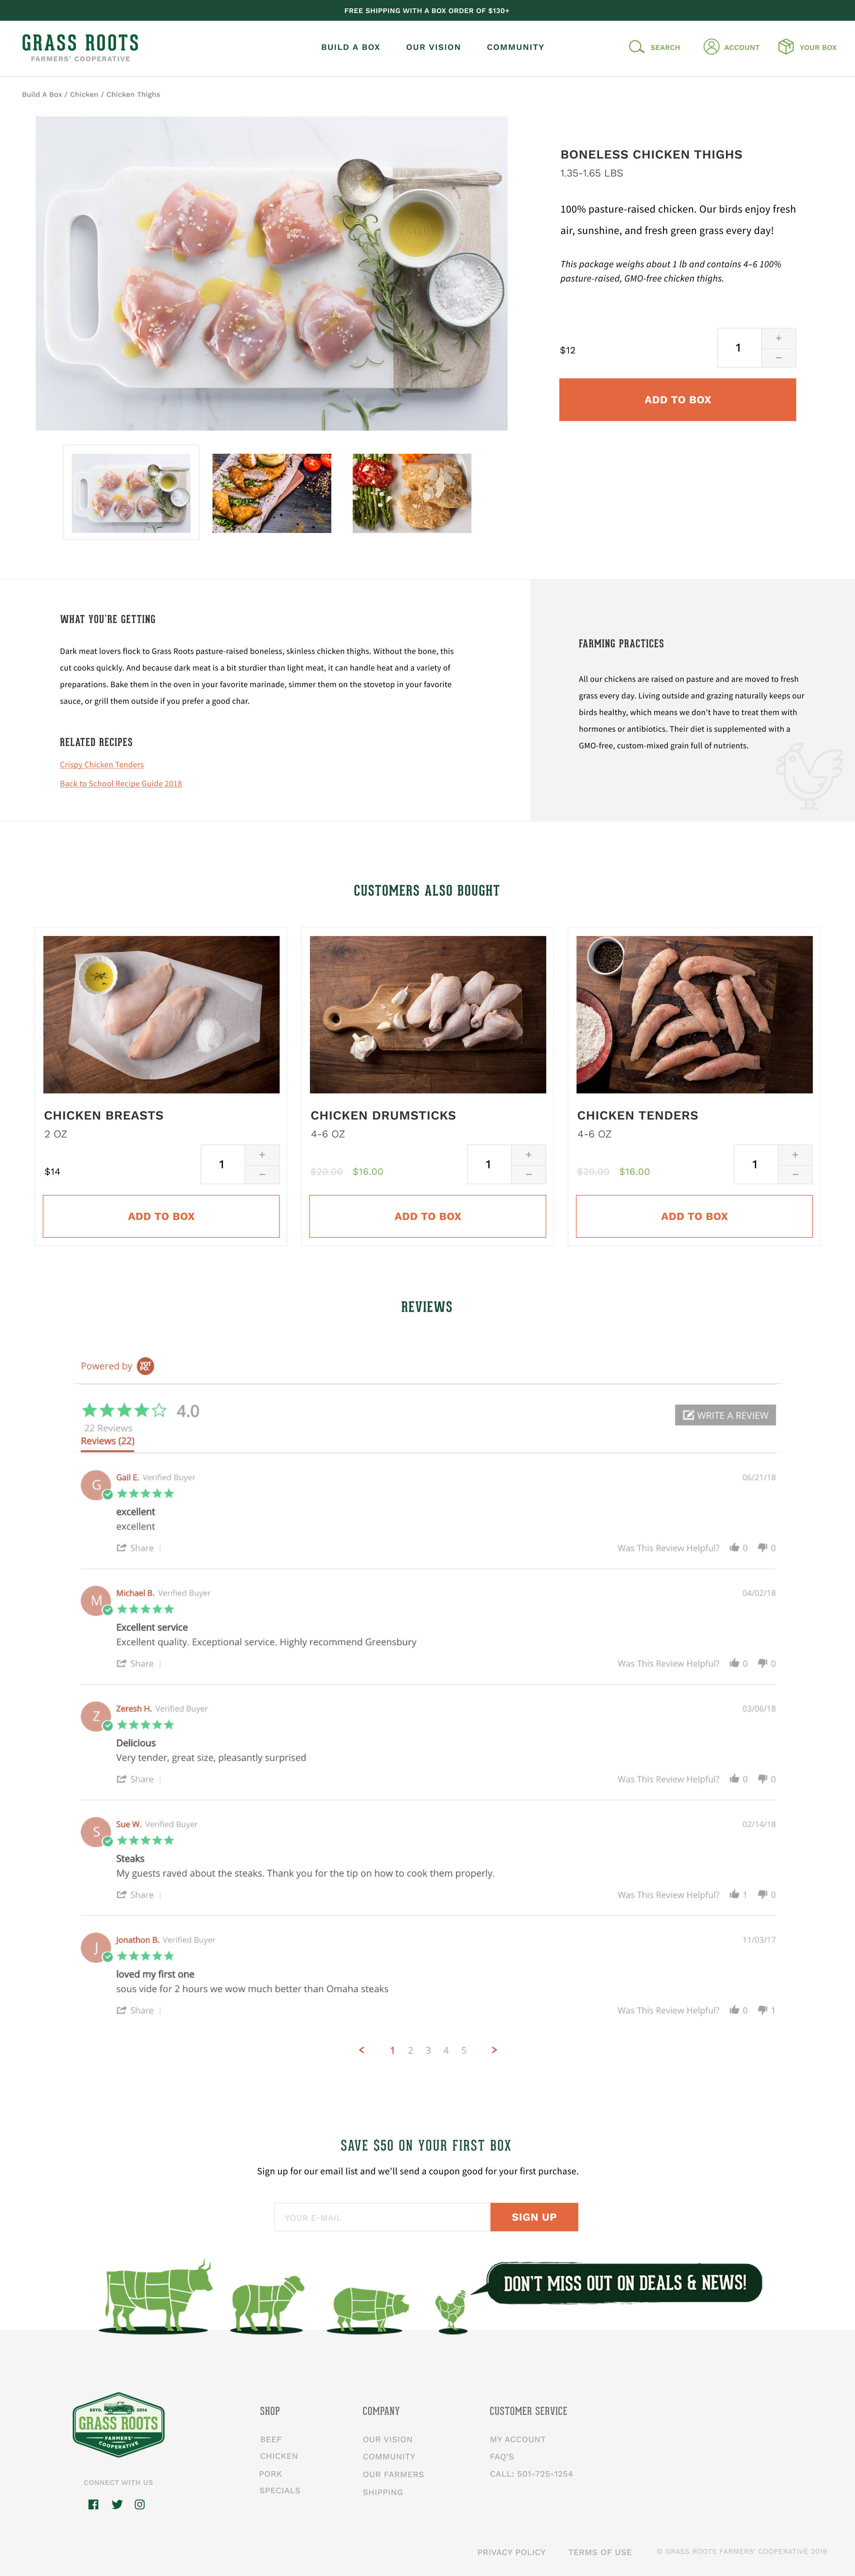 FREE SHIPPING WITH A BOX ORDER OF $130+
GRASS ROOTS
FARMERS' COOPERATIVE
BUILD A BOX
OUR VISION
COMMUNITY
SEARCH
ACCOUNT
YOUR BOX
Build A Box / Chicken / Chicken Thighs
BONELESS CHICKEN THIGHS
1.35-1.65 LBS
100% pasture-raised chicken. Our birds enjoy fresh
air, sunshine, and fresh green grass every day!
This package weighs about 1 lb and contains 4–6 100%
pasture-raised, GMO-free chicken thighs.
$12
1
+
−
ADD TO BOX
WHAT YOU'RE GETTING
Dark meat lovers flock to Grass Roots pasture-raised boneless, skinless chicken thighs. Without the bone, this
cut cooks quickly. And because dark meat is a bit sturdier than light meat, it can handle heat and a variety of
preparations. Bake them in the oven in your favorite marinade, simmer them on the stovetop in your favorite
sauce, or grill them outside if you prefer a good char.
RELATED RECIPES
Crispy Chicken Tenders
Back to School Recipe Guide 2018
FARMING PRACTICES
All our chickens are raised on pasture and are moved to fresh
grass every day. Living outside and grazing naturally keeps our
birds healthy, which means we don't have to treat them with
hormones or antibiotics. Their diet is supplemented with a
GMO-free, custom-mixed grain full of nutrients.
CUSTOMERS ALSO BOUGHT
CHICKEN BREASTS
2 OZ
$14
1
+
−
ADD TO BOX
CHICKEN DRUMSTICKS
4-6 OZ
$20.00 $16.00
1
+
−
ADD TO BOX
CHICKEN TENDERS
4-6 OZ
$20.00 $16.00
1
+
−
ADD TO BOX
REVIEWS
Powered by YOTPO.
4.0
22 Reviews
WRITE A REVIEW
Reviews (22)
G
Gail E. Verified Buyer
06/21/18
excellent
excellent
Share |
Was This Review Helpful? 0 0
M
Michael B. Verified Buyer
04/02/18
Excellent service
Excellent quality. Exceptional service. Highly recommend Greensbury
Share |
Was This Review Helpful? 0 0
Z
Zeresh H. Verified Buyer
03/06/18
Delicious
Very tender, great size, pleasantly surprised
Share |
Was This Review Helpful? 0 0
S
Sue W. Verified Buyer
02/14/18
Steaks
My guests raved about the steaks. Thank you for the tip on how to cook them properly.
Share |
Was This Review Helpful? 1 0
J
Jonathon B. Verified Buyer
11/03/17
loved my first one
sous vide for 2 hours we wow much better than Omaha steaks
Share |
Was This Review Helpful? 0 1
< 1 2 3 4 5 >
SAVE $50 ON YOUR FIRST BOX
Sign up for our email list and we'll send a coupon good for your first purchase.
YOUR E-MAIL
SIGN UP
DON'T MISS OUT ON DEALS & NEWS!
ESTD. 2014
GRASS ROOTS
FARMERS'
COOPERATIVE
CONNECT WITH US
SHOP
BEEF
CHICKEN
PORK
SPECIALS
COMPANY
OUR VISION
COMMUNITY
OUR FARMERS
SHIPPING
CUSTOMER SERVICE
MY ACCOUNT
FAQ'S
CALL: 501-725-1254
PRIVACY POLICY
TERMS OF USE
© GRASS ROOTS FARMERS' COOPERATIVE 2019